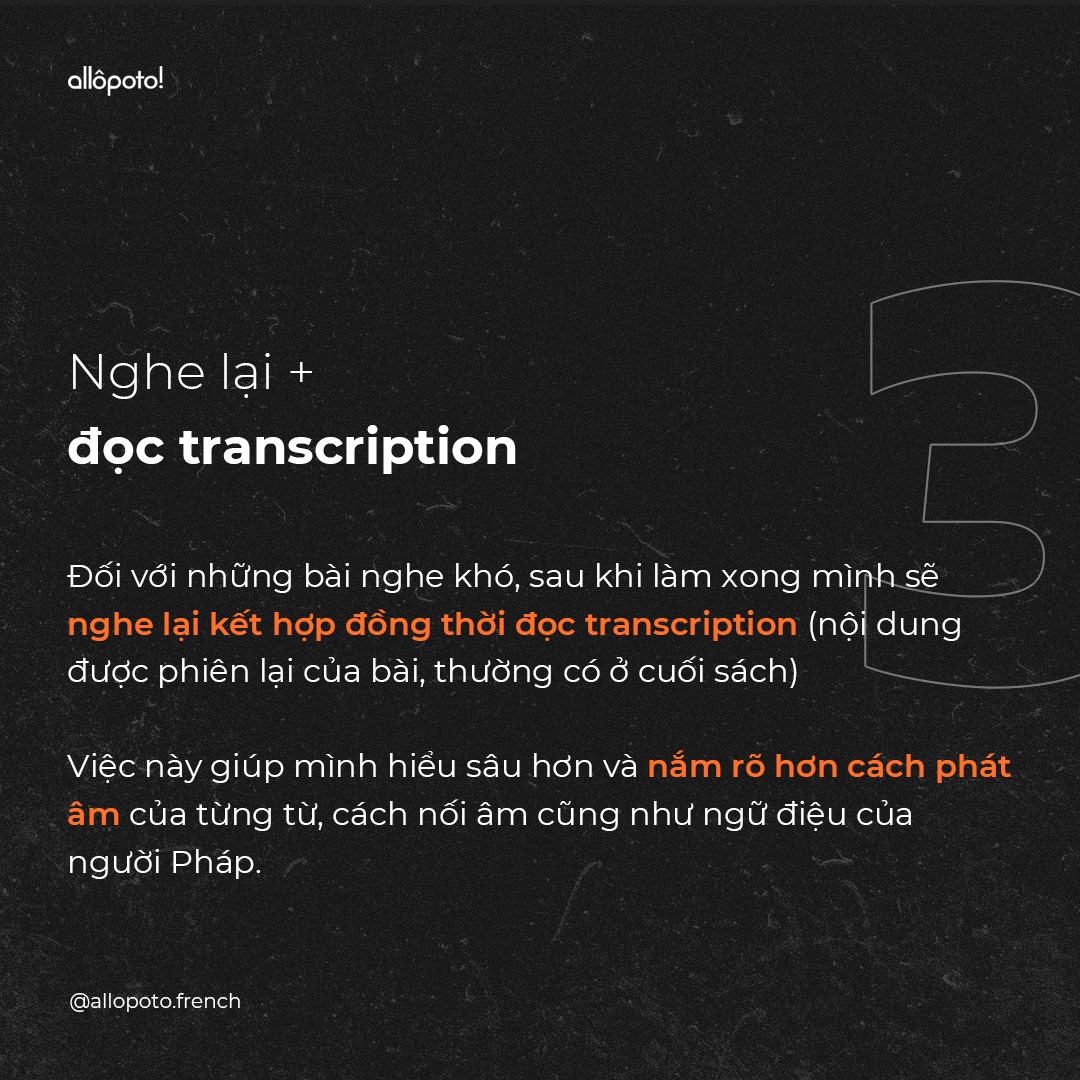 allôpoto!
3
Nghe lại +
đọc transcription
Đối với những bài nghe khó, sau khi làm xong mình sẽ
nghe lại kết hợp đồng thời đọc transcription (nội dung
được phiên lại của bài, thường có ở cuối sách)
Việc này giúp mình hiểu sâu hơn và nắm rõ hơn cách phát
âm của từng từ, cách nối âm cũng như ngữ điệu của
người Pháp.
@allopoto.french